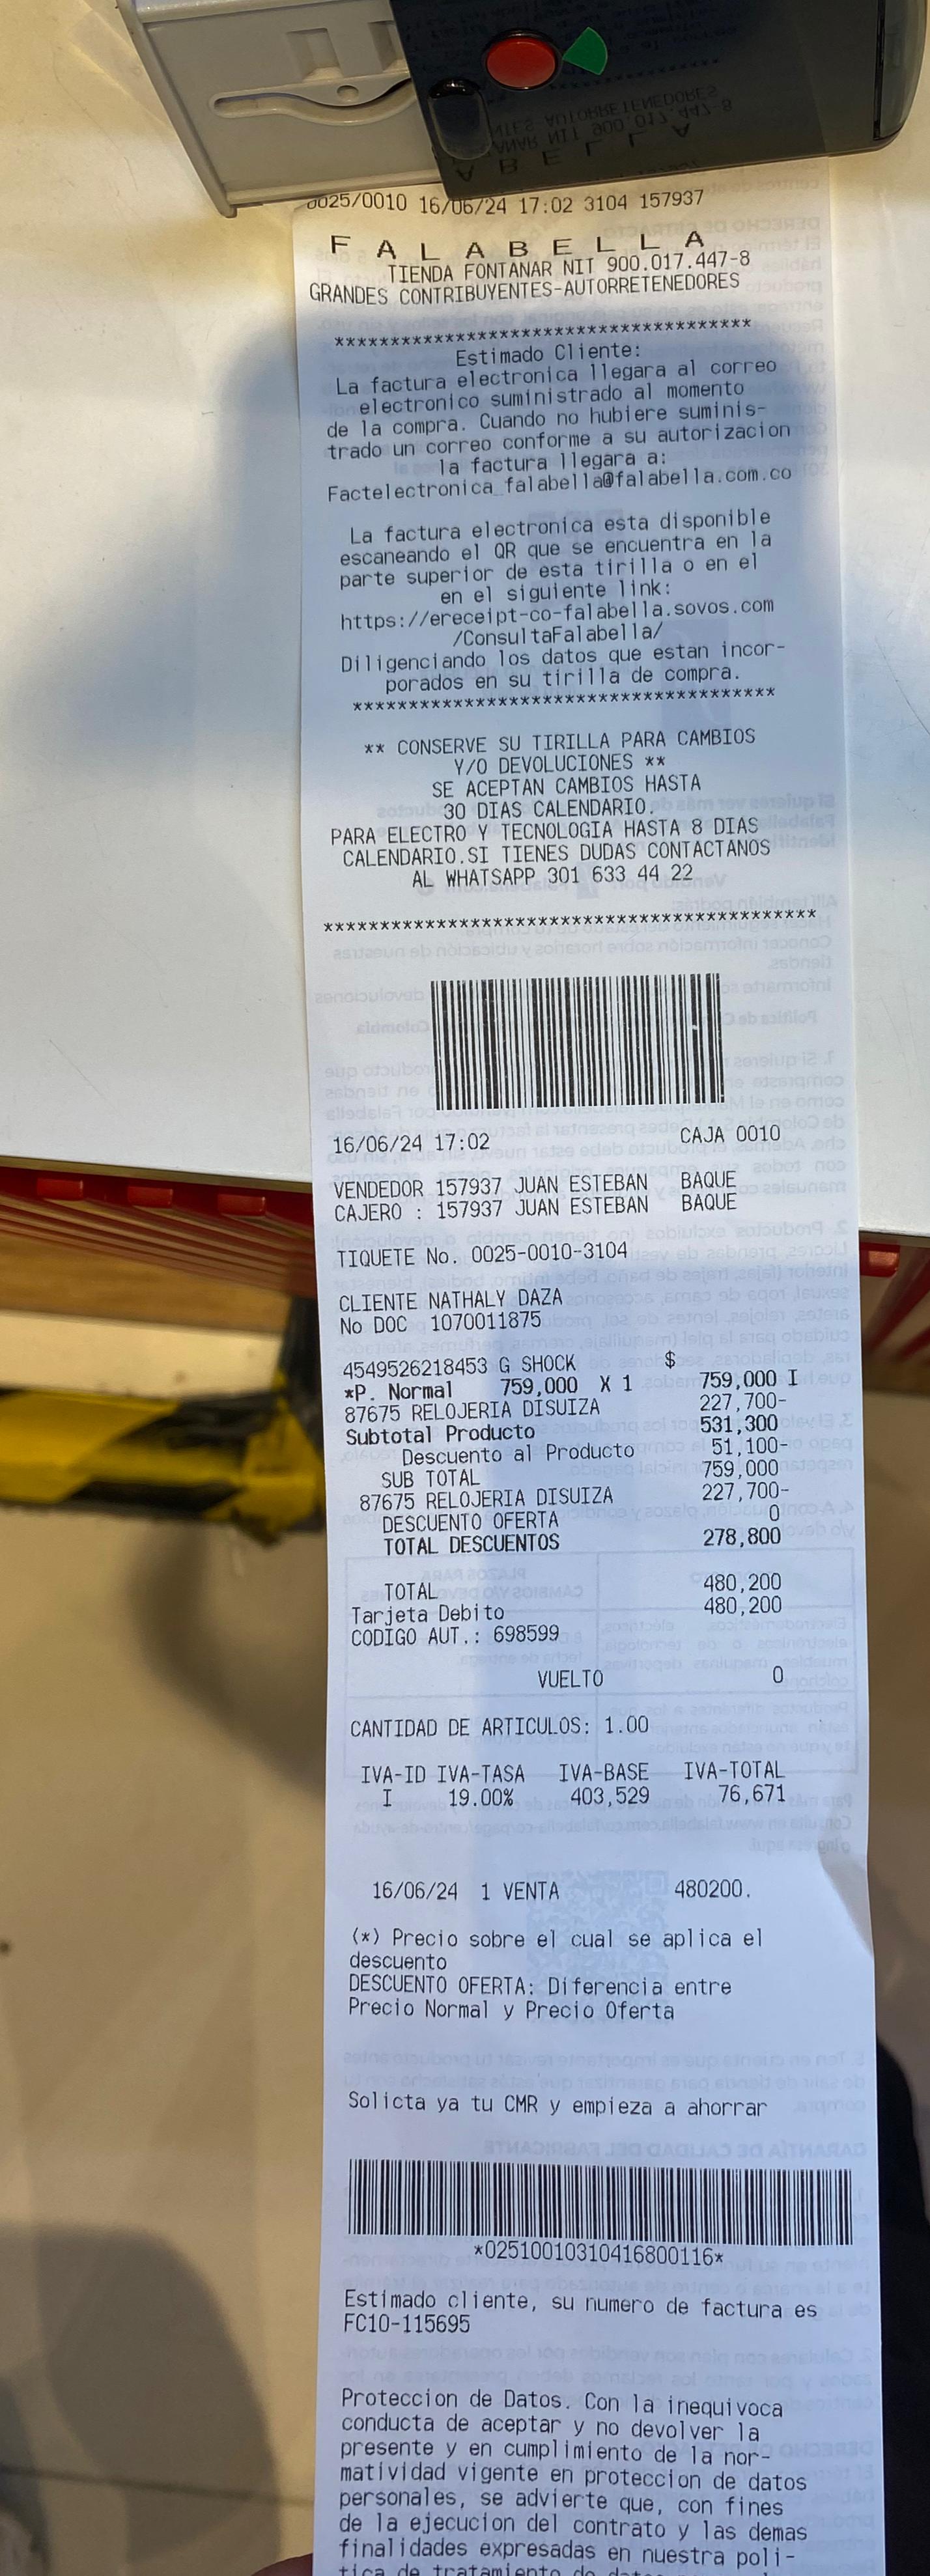 0025/0010 16/06/24 17:02 3104 157937
F A L A B E L L A
TIENDA FONTANAR NIT 900.017.447-8
GRANDES CONTRIBUYENTES-AUTORRETENEDORES
*************************************
Estimado Cliente:
La factura electronica llegara al correo
electronico suministrado al momento
de la compra. Cuando no hubiere suminis-
trado un correo conforme a su autorizacion
la factura llegara a:
Factelectronica_falabella@falabella.com.co
La factura electronica esta disponible
escaneando el QR que se encuentra en la
parte superior de esta tirilla o en el
en el siguiente link:
https://ereceipt-co-falabella.sovos.com
/ConsultaFalabella/
Diligenciando los datos que estan incor-
porados en su tirilla de compra.
*************************************
** CONSERVE SU TIRILLA PARA CAMBIOS
Y/O DEVOLUCIONES **
SE ACEPTAN CAMBIOS HASTA
30 DIAS CALENDARIO.
PARA ELECTRO Y TECNOLOGIA HASTA 8 DIAS
CALENDARIO.SI TIENES DUDAS CONTACTANOS
AL WHATSAPP 301 633 44 22
********************************************
16/06/24 17:02 CAJA 0010
VENDEDOR 157937 JUAN ESTEBAN BAQUE
CAJERO : 157937 JUAN ESTEBAN BAQUE
TIQUETE No. 0025-0010-3104
CLIENTE NATHALY DAZA
No DOC 1070011875
4549526218453 G SHOCK $
*P. Normal 759,000 X 1 759,000 I
87675 RELOJERIA DISUIZA 227,700-
Subtotal Producto 531,300
Descuento al Producto 51,100-
SUB TOTAL 759,000
87675 RELOJERIA DISUIZA 227,700-
DESCUENTO OFERTA 0
TOTAL DESCUENTOS 278,800
TOTAL 480,200
Tarjeta Debito 480,200
CODIGO AUT.: 698599
VUELTO 0
CANTIDAD DE ARTICULOS: 1.00
IVA-ID IVA-TASA IVA-BASE IVA-TOTAL
I 19.00% 403,529 76,671
16/06/24 1 VENTA 480200.
(*) Precio sobre el cual se aplica el
descuento
DESCUENTO OFERTA: Diferencia entre
Precio Normal y Precio Oferta
Solicta ya tu CMR y empieza a ahorrar
*02510010310416800116*
Estimado cliente, su numero de factura es
FC10-115695
Proteccion de Datos. Con la inequivoca
conducta de aceptar y no devolver la
presente y en cumplimiento de la nor-
matividad vigente en proteccion de datos
personales, se advierte que, con fines
de la ejecucion del contrato y las demas
finalidades expresadas en nuestra poli-
tica de tratamiento de datos